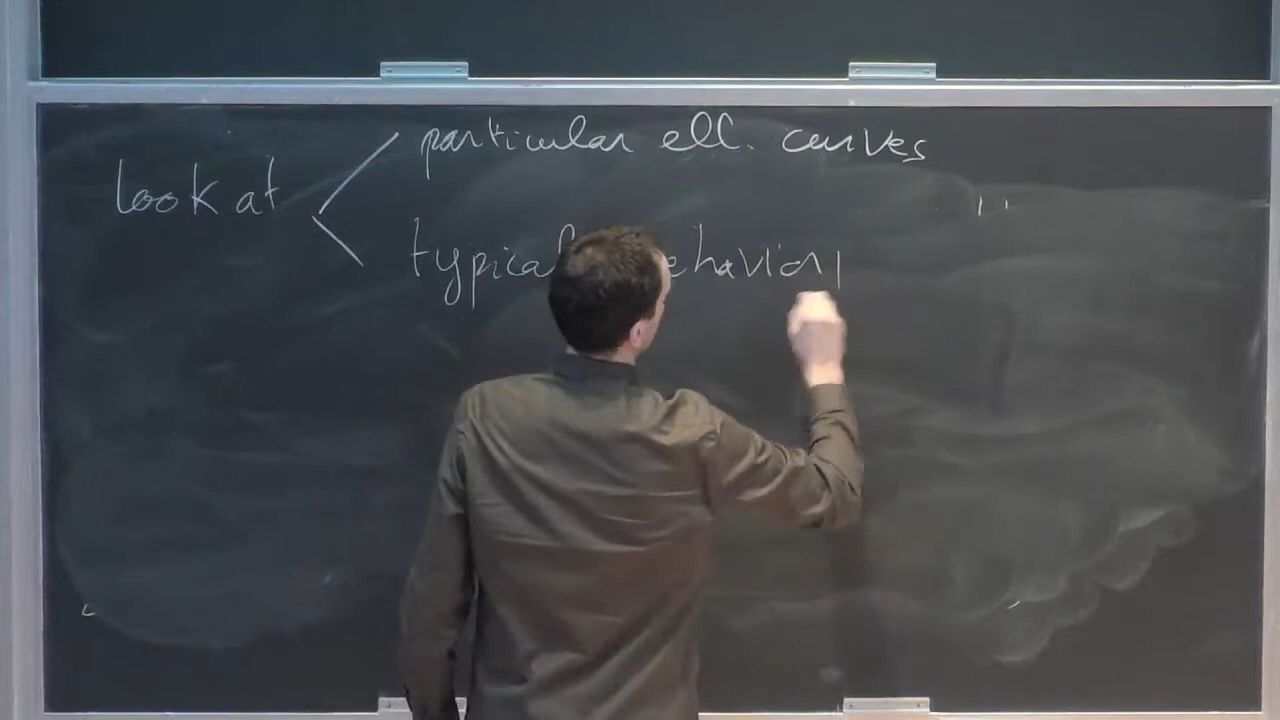 particular ell. curves
look at
typical behavior